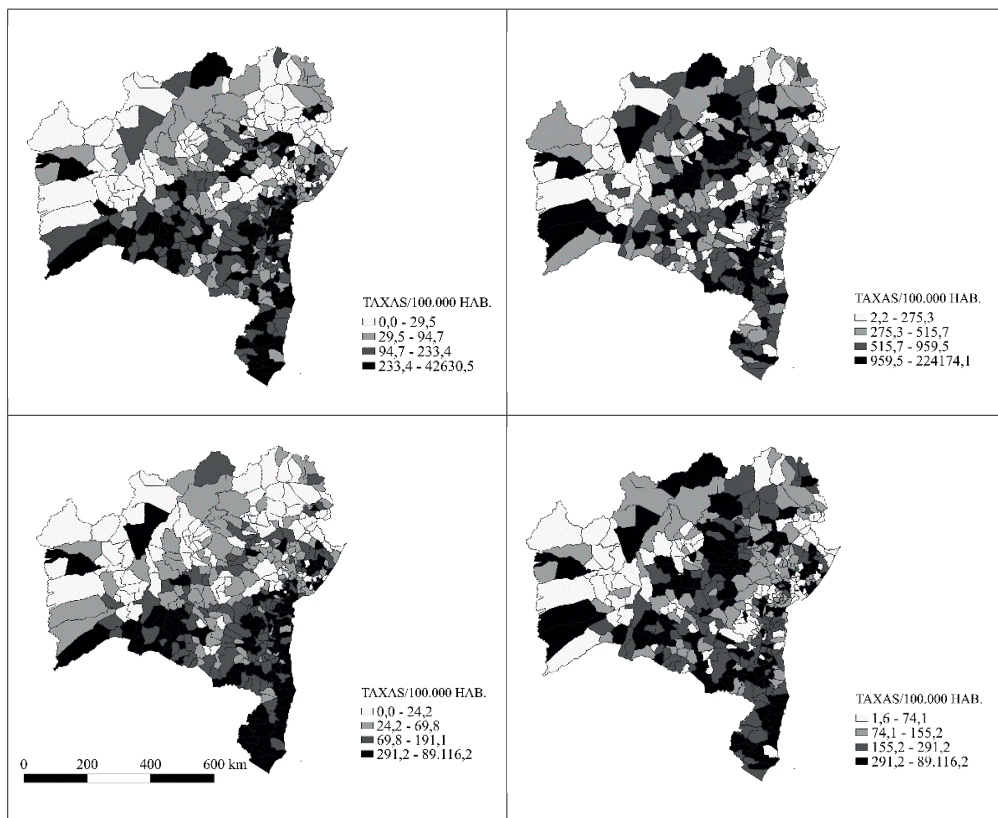 TAXAS/100.000 HAB.
0,0 - 29,5
29,5 - 94,7
94,7 - 233,4
233,4 - 42630,5
TAXAS/100.000 HAB.
2,2 - 275,3
275,3 - 515,7
515,7 - 959,5
959,5 - 224174,1
TAXAS/100.000 HAB.
0,0 - 24,2
24,2 - 69,8
69,8 - 191,1
291,2 - 89.116,2
0 200 400 600 km
TAXAS/100.000 HAB.
1,6 - 74,1
74,1 - 155,2
155,2 - 291,2
291,2 - 89.116,2